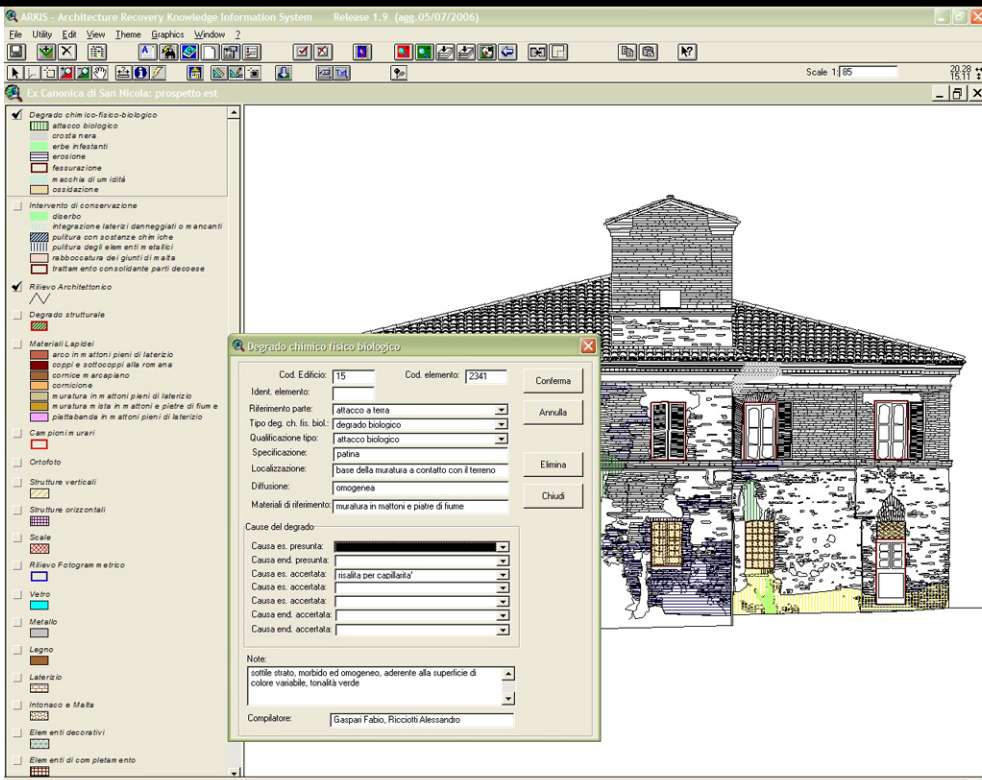 ARKIS - Architecture Recovery Knowledge Information System Release 1.9 (agg.05/07/2006)
File Utility Edit View Theme Graphics Window ?
Txt
Scale 1: 85
20.28
15.11
Ex Canonica di San Nicola: prospetto est
Degrado chimico-fisico-biologico
attacco biologico
crosta nera
erbe infestanti
erosione
fessurazione
macchia di umidità
ossidazione
Intervento di conservazione
diserbo
integrazione laterizi danneggiati o mancanti
pulitura con sostanze chimiche
pulitura degli elementi metallici
rabboccatura dei giunti di malta
trattamento consolidante parti decoese
Rilievo Architettonico
Degrado strutturale
Materiali Lapidei
arco in mattoni pieni di laterizio
coppi e sottocoppi alla romana
cornice marcapiano
cornicione
muratura in mattoni pieni di laterizio
muratura mista in mattoni e pietre di fiume
piattabanda in mattoni pieni di laterizio
Campioni murari
Ortofoto
Strutture verticali
Strutture orizzontali
Scale
Rilievo Fotogrammetrico
Vetro
Metallo
Legno
Laterizio
Intonaco e Malta
Elementi decorativi
Elementi di completamento
Degrado chimico fisico biologico
Cod. Edificio: 15 Cod. elemento: 2341 Conferma
Ident. elemento:
Riferimento parte: attacco a terra Annulla
Tipo deg. ch. fis. biol.: degrado biologico
Qualificazione tipo: attacco biologico
Specificazione: patina
Localizzazione: base della muratura a contatto con il terreno Elimina
Diffusione: omogenea
Materiali di riferimento: muratura in mattoni e piatre di fiume Chiudi
Cause del degrado
Causa es. presunta:
Causa end. presunta:
Causa es. accertata: risalita per capillarita'
Causa es. accertata:
Causa es. accertata:
Causa end. accertata:
Causa end. accertata:
Note:
sottile strato, morbido ed omogeneo, aderente alla superficie di
colore variabile, tonalità verde
Compilatore: Gaspari Fabio, Ricciotti Alessandro